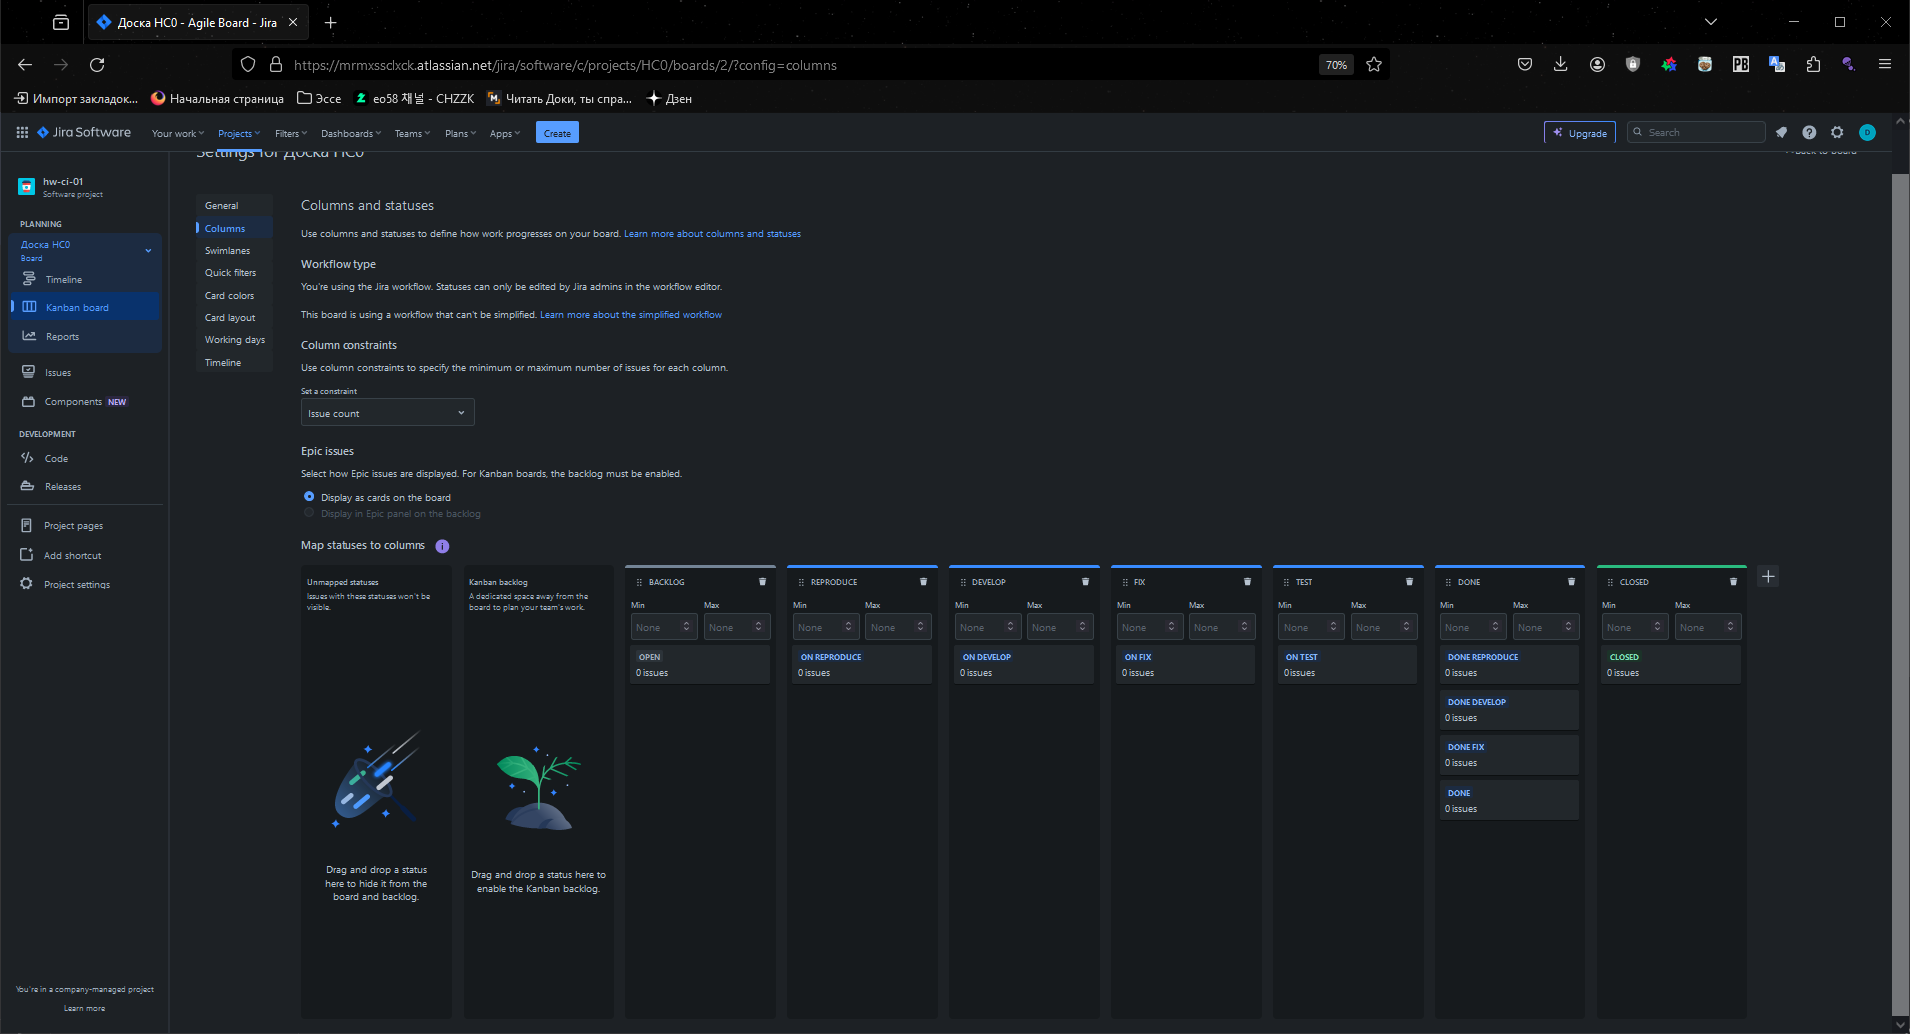 Доска HC0 - Agile Board - Jira
https://mrmxssclxck.atlassian.net/jira/software/c/projects/HC0/boards/2/?config=columns
70%
Импорт закладок...
Начальная страница
Эссе
eo58 채널 - CHZZK
Читать Доки, ты спра...
Дзен
Jira Software
Your work
Projects
Filters
Dashboards
Teams
Plans
Apps
Create
Upgrade
Search
D
Settings for Доска HC0
Back to board
hw-ci-01
Software project
PLANNING
Доска HC0
Board
Timeline
Kanban board
Reports
Issues
Components NEW
DEVELOPMENT
Code
Releases
Project pages
Add shortcut
Project settings
You're in a company-managed project
Learn more
General
Columns
Swimlanes
Quick filters
Card colors
Card layout
Working days
Timeline
Columns and statuses
Use columns and statuses to define how work progresses on your board. Learn more about columns and statuses
Workflow type
You're using the Jira workflow. Statuses can only be edited by Jira admins in the workflow editor.
This board is using a workflow that can't be simplified. Learn more about the simplified workflow
Column constraints
Use column constraints to specify the minimum or maximum number of issues for each column.
Set a constraint
Issue count
Epic issues
Select how Epic issues are displayed. For Kanban boards, the backlog must be enabled.
Display as cards on the board
Display in Epic panel on the backlog
Map statuses to columns
Unmapped statuses
Issues with these statuses won't be
visible.
Drag and drop a status
here to hide it from the
board and backlog.
Kanban backlog
A dedicated space away from the
board to plan your team's work.
Drag and drop a status here to
enable the Kanban backlog.
BACKLOG
Min Max
None None
OPEN
0 issues
REPRODUCE
Min Max
None None
ON REPRODUCE
0 issues
DEVELOP
Min Max
None None
ON DEVELOP
0 issues
FIX
Min Max
None None
ON FIX
0 issues
TEST
Min Max
None None
ON TEST
0 issues
DONE
Min Max
None None
DONE REPRODUCE
0 issues
DONE DEVELOP
0 issues
DONE FIX
0 issues
DONE
0 issues
CLOSED
Min Max
None None
CLOSED
0 issues